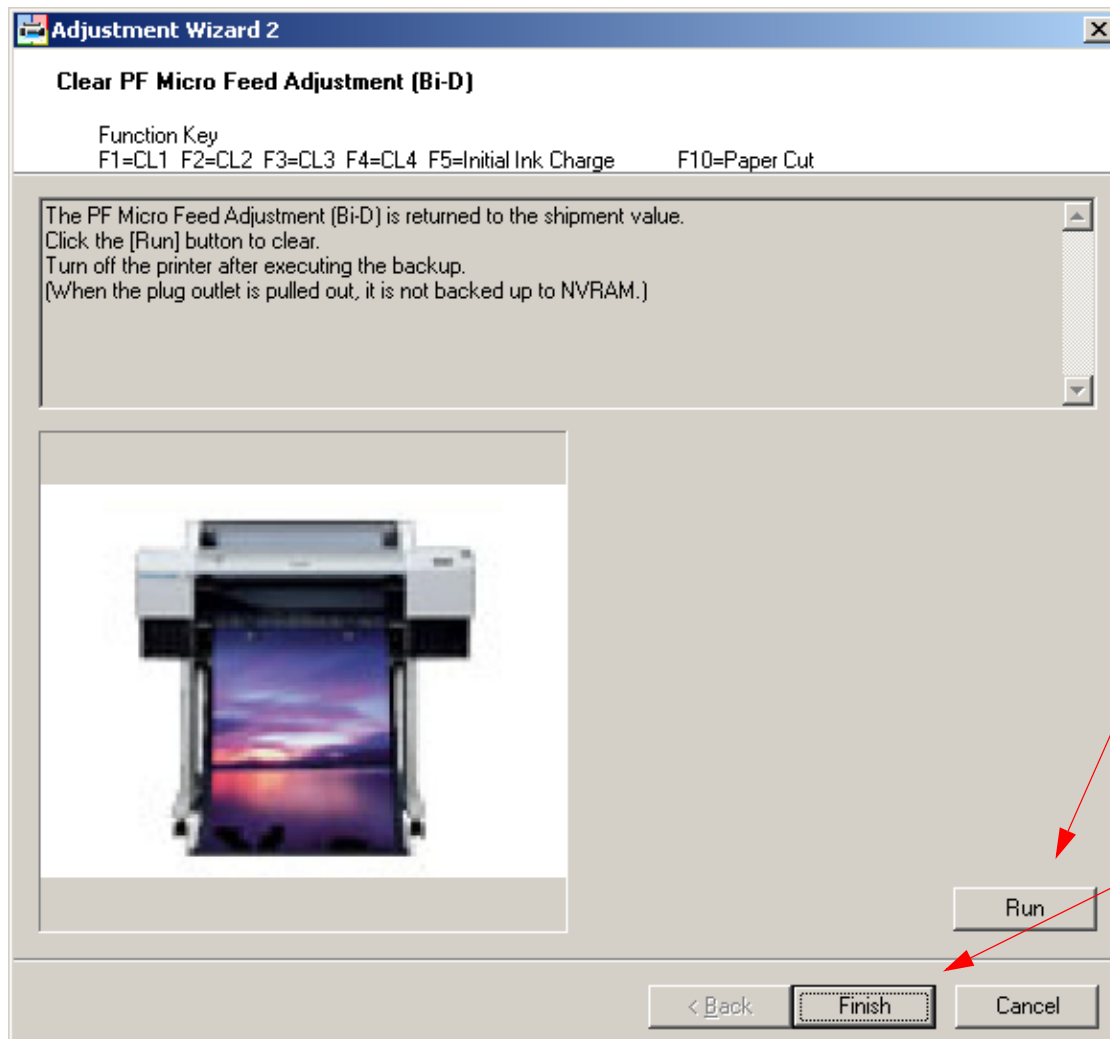 Adjustment Wizard 2
Clear PF Micro Feed Adjustment (Bi-D)
Function Key
F1=CL1 F2=CL2 F3=CL3 F4=CL4 F5=Initial Ink Charge F10=Paper Cut
The PF Micro Feed Adjustment (Bi-D) is returned to the shipment value.
Click the [Run] button to clear.
Turn off the printer after executing the backup.
(When the plug outlet is pulled out, it is not backed up to NVRAM.)
Run
< Back Finish Cancel